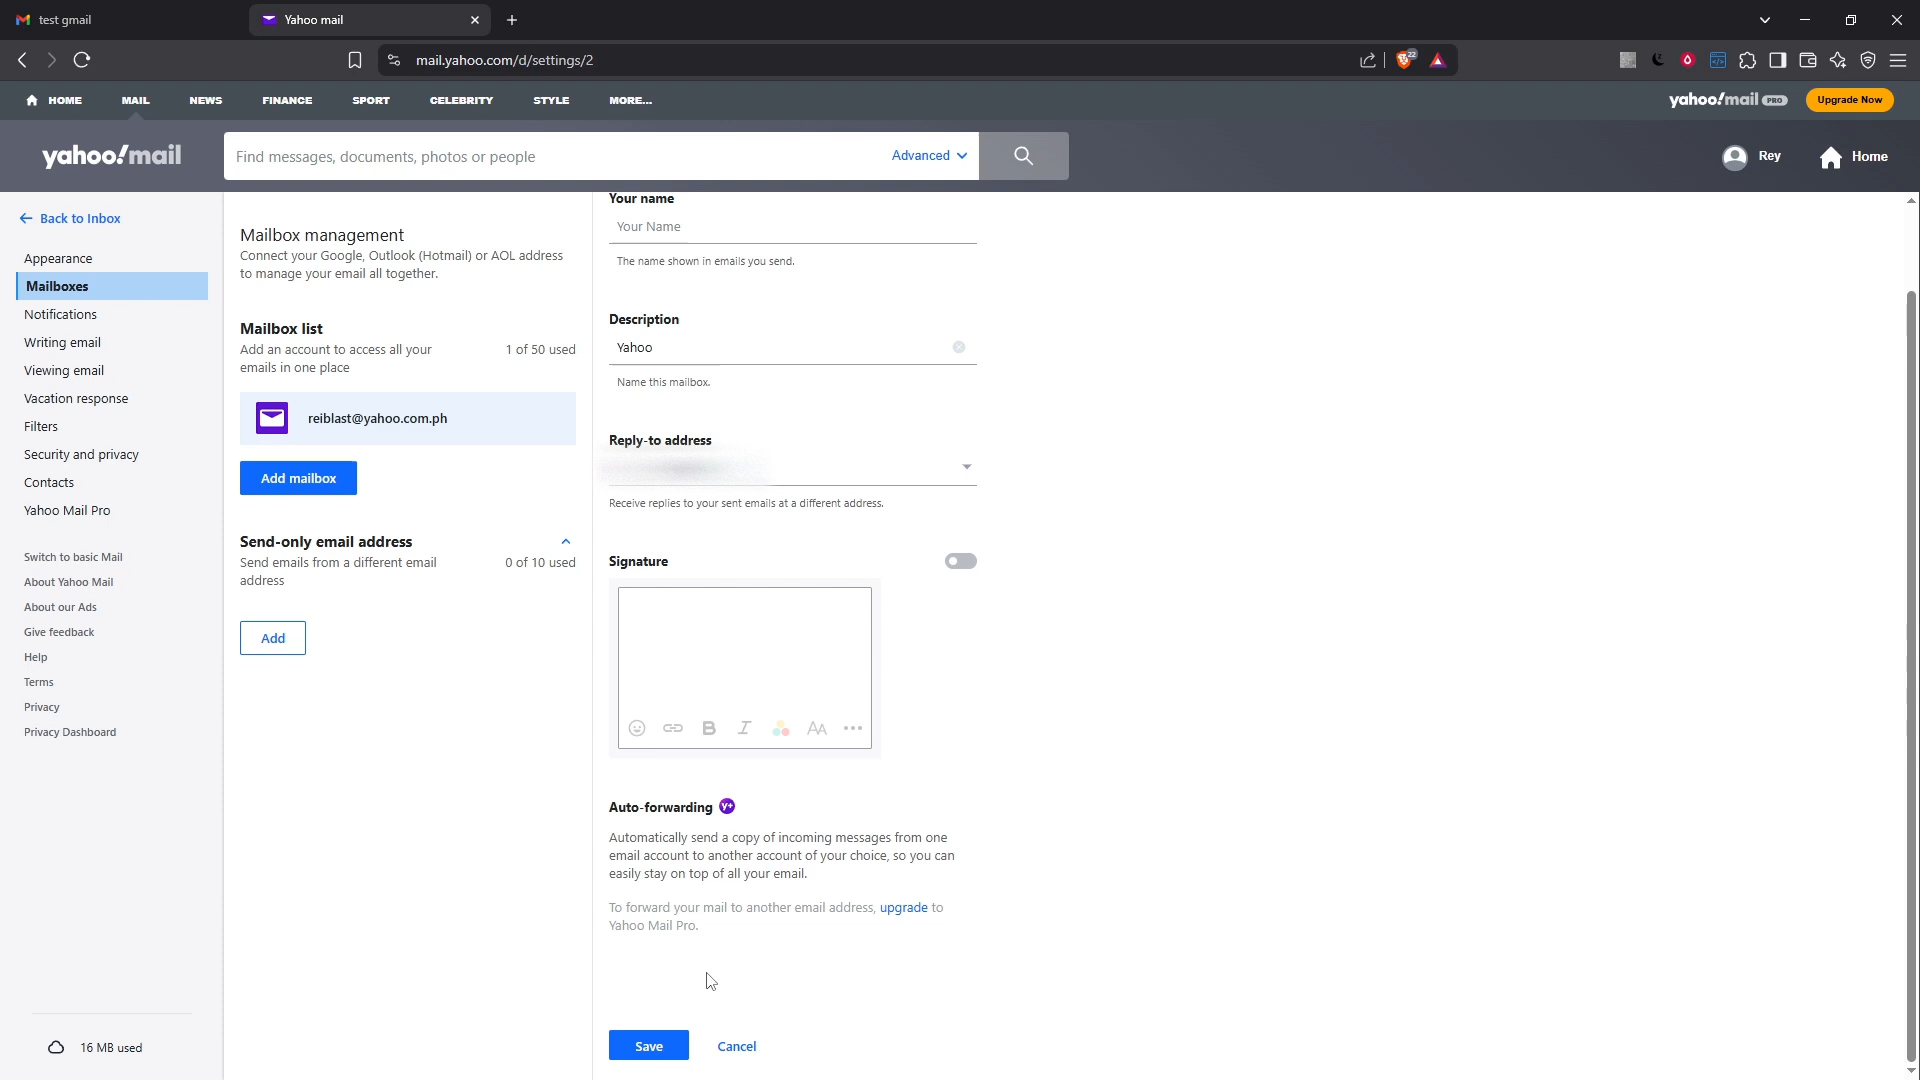 test gmail
Yahoo mail
mail.yahoo.com/d/settings/2
22
HOME
MAIL
NEWS
FINANCE
SPORT
CELEBRITY
STYLE
MORE...
yahoo!mail PRO
Upgrade Now
yahoo!mail
Find messages, documents, photos or people
Advanced
Rey
Home
Back to Inbox
Appearance
Mailboxes
Notifications
Writing email
Viewing email
Vacation response
Filters
Security and privacy
Contacts
Yahoo Mail Pro
Switch to basic Mail
About Yahoo Mail
About our Ads
Give feedback
Help
Terms
Privacy
Privacy Dashboard
16 MB used
Mailbox management
Connect your Google, Outlook (Hotmail) or AOL address
to manage your email all together.
Mailbox list
Add an account to access all your
emails in one place
1 of 50 used
reiblast@yahoo.com.ph
Add mailbox
Send-only email address
Send emails from a different email
address
0 of 10 used
Add
Your name
Your Name
The name shown in emails you send.
Description
Yahoo
Name this mailbox.
Reply-to address
Receive replies to your sent emails at a different address.
Signature
B
I
AA
Auto-forwarding y+
Automatically send a copy of incoming messages from one
email account to another account of your choice, so you can
easily stay on top of all your email.
To forward your mail to another email address, upgrade to
Yahoo Mail Pro.
Save
Cancel